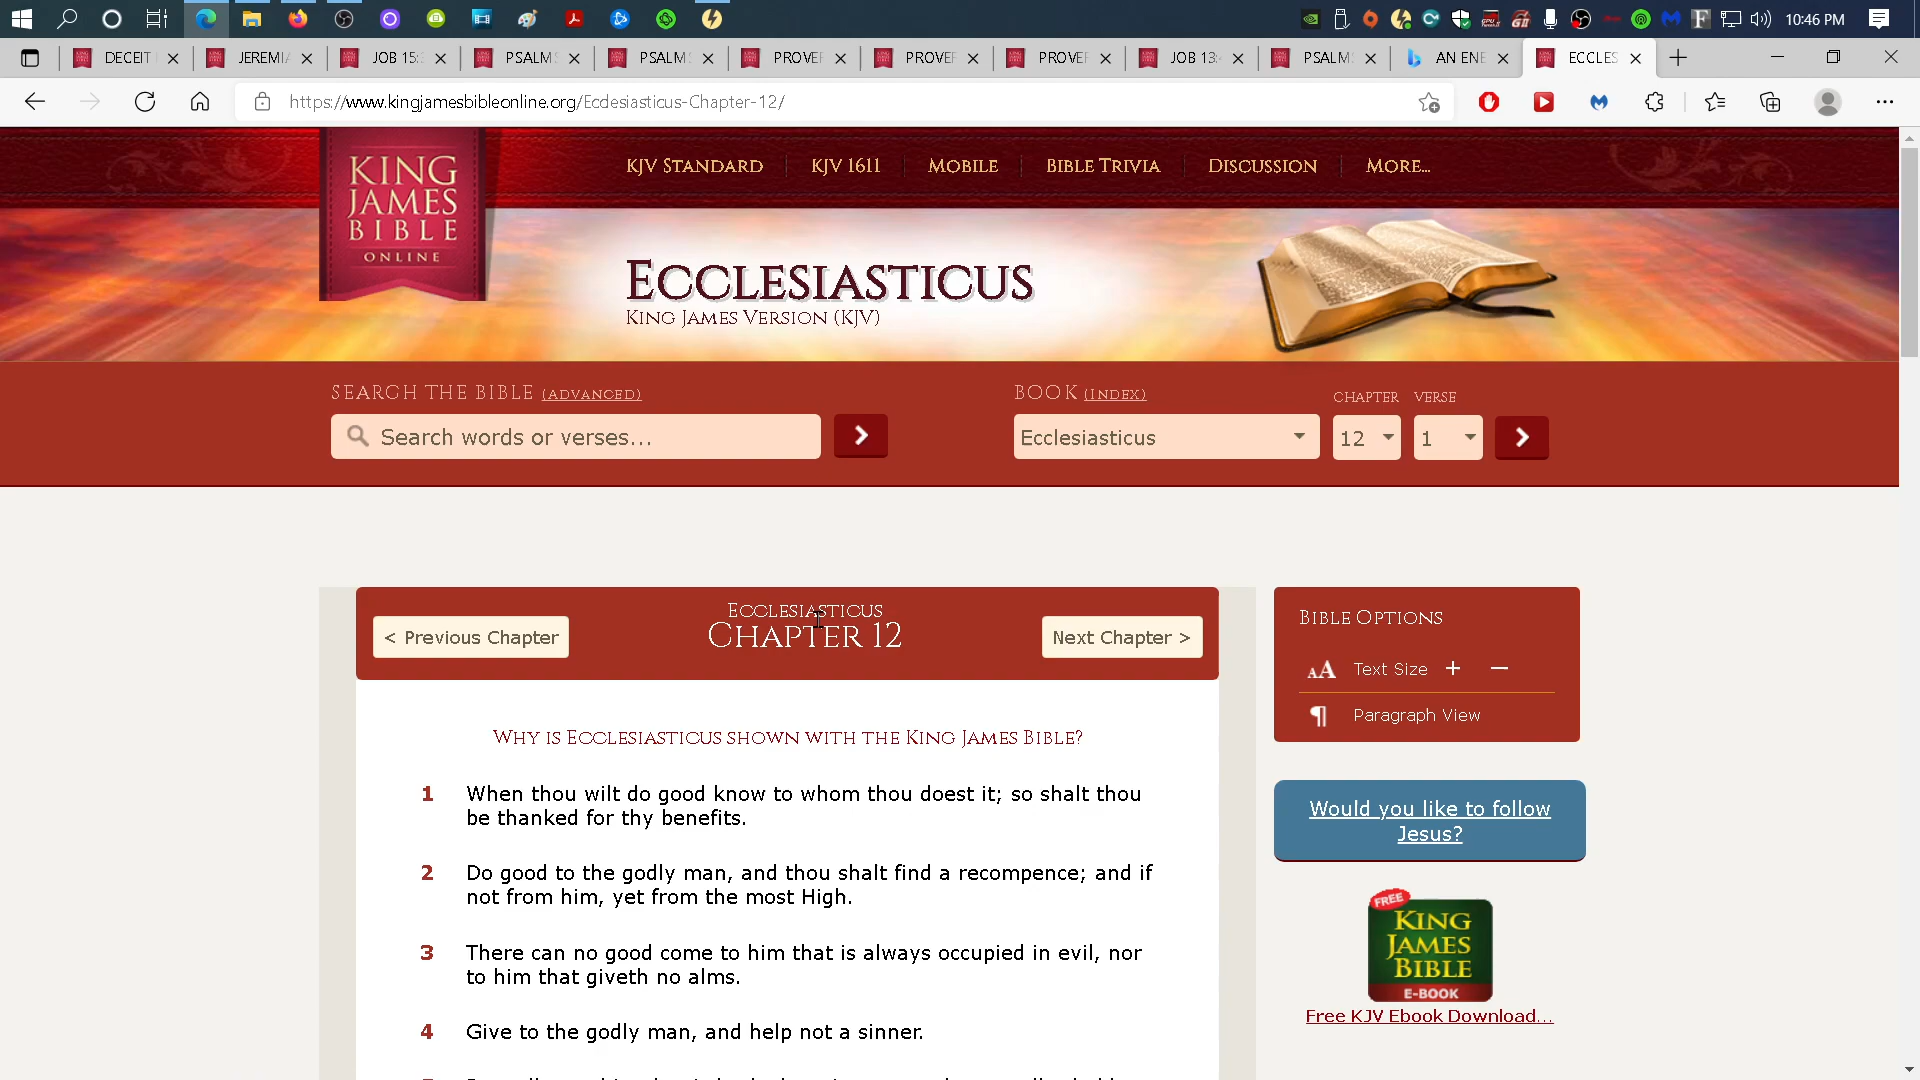 10:46 PM
DECEIT
JEREMIA
JOB 15:
PSALM
PSALM
PROVER
PROVER
PROVER
JOB 13:
PSALM
AN ENE
ECCLES
https://www.kingjamesbibleonline.org/Ecclesiasticus-Chapter-12/
KING
JAMES
BIBLE
ONLINE
KJV STANDARD
KJV 1611
MOBILE
BIBLE TRIVIA
DISCUSSION
MORE...
ECCLESIASTICUS
KING JAMES VERSION (KJV)
SEARCH THE BIBLE (ADVANCED)
BOOK (INDEX)
CHAPTER
VERSE
Search words or verses...
Ecclesiasticus
12
1
< Previous Chapter
ECCLESIASTICUS
CHAPTER 12
Next Chapter >
BIBLE OPTIONS
AA Text Size + −
¶ Paragraph View
WHY IS ECCLESIASTICUS SHOWN WITH THE KING JAMES BIBLE?
1 When thou wilt do good know to whom thou doest it; so shalt thou
be thanked for thy benefits.
2 Do good to the godly man, and thou shalt find a recompence; and if
not from him, yet from the most High.
3 There can no good come to him that is always occupied in evil, nor
to him that giveth no alms.
4 Give to the godly man, and help not a sinner.
Would you like to follow
Jesus?
FREE
KING
JAMES
BIBLE
E-BOOK
Free KJV Ebook Download...